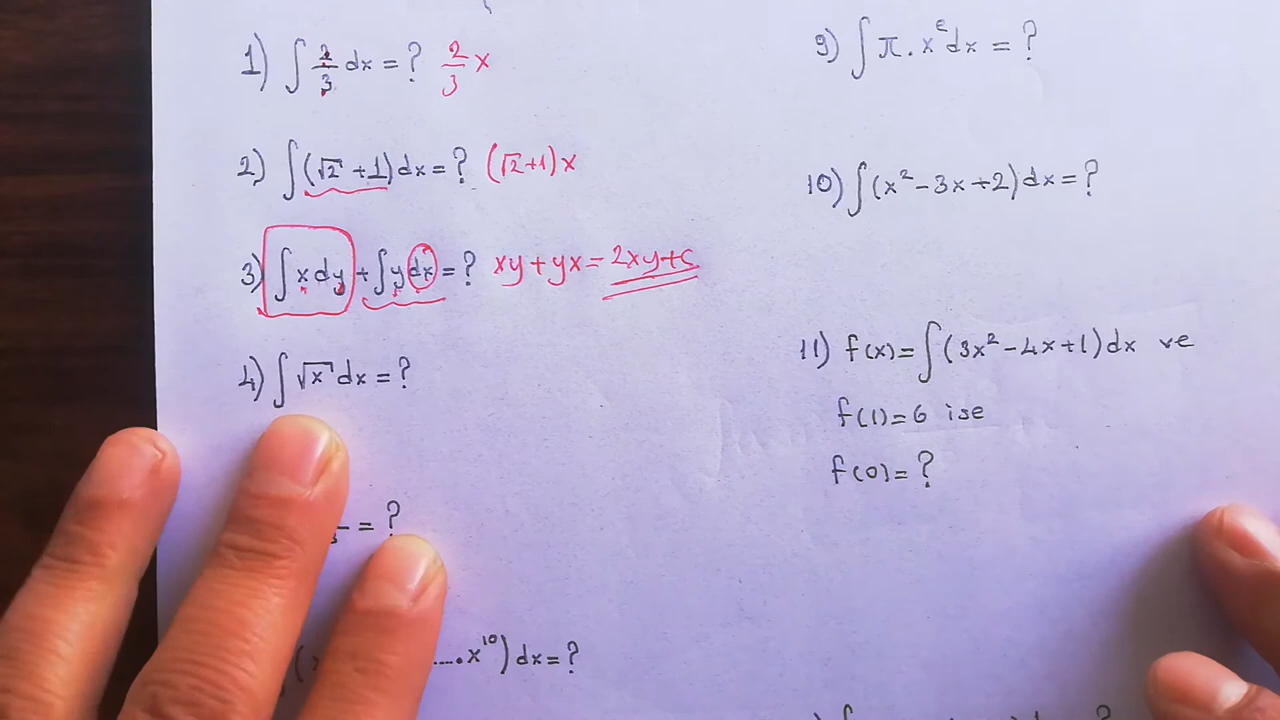 1) ∫ 2/3 dx = ? 2/3 x
2) ∫ (√2 + 1) dx = ? (√2+1)x
3) ∫ x dy + ∫ y dx = ? xy + yx = 2xy + c
4) ∫ √x dx = ?
= ?
.... x¹⁰) dx = ?
9) ∫ π . xᵉ dx = ?
10) ∫ (x² - 3x + 2) dx = ?
11) f(x) = ∫ (3x² - 4x + 1) dx ve
f(1) = 6 ise
f(0) = ?